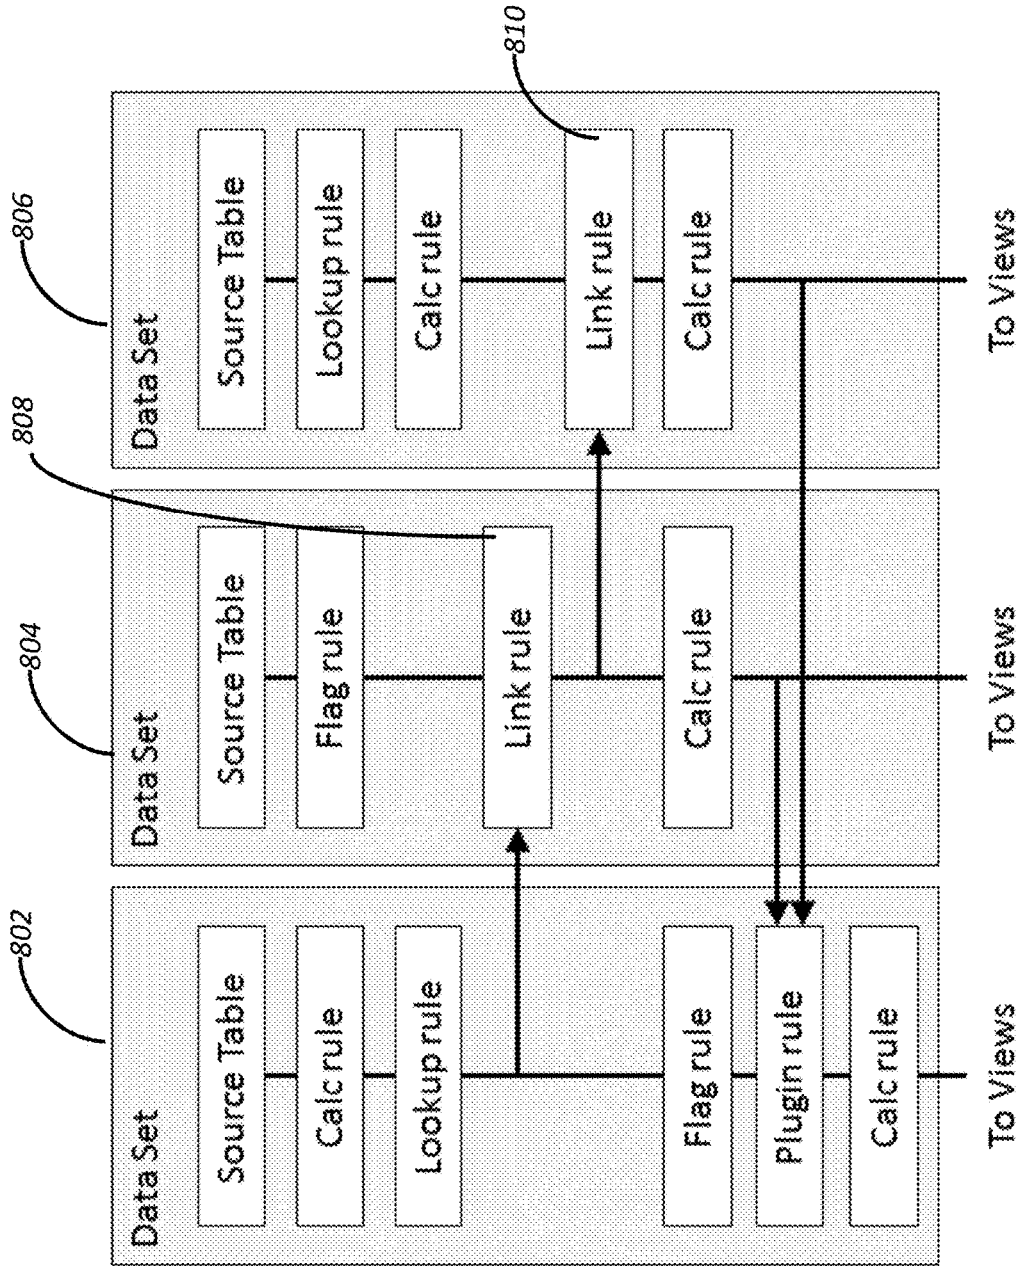 802
Data Set
Source Table
Calc rule
Lookup rule
Flag rule
Plugin rule
Calc rule
To Views
804
808
Data Set
Source Table
Flag rule
Link rule
Calc rule
To Views
806
810
Data Set
Source Table
Lookup rule
Calc rule
Link rule
Calc rule
To Views